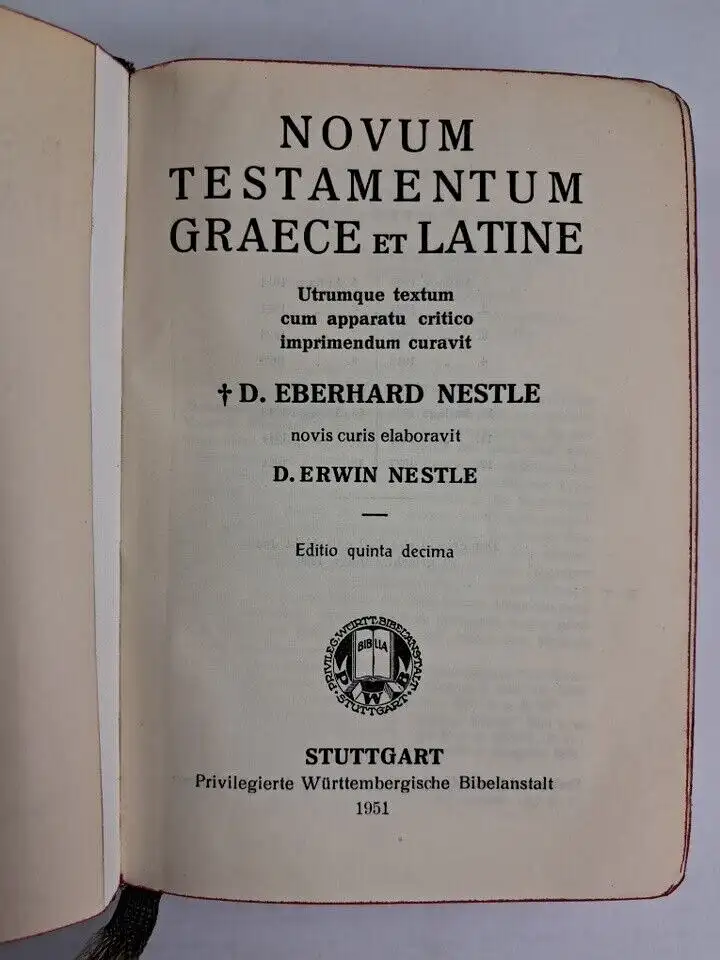 NOVUM
TESTAMENTUM
GRAECE ET LATINE
Utrumque textum
cum apparatu critico
imprimendum curavit
† D. EBERHARD NESTLE
novis curis elaboravit
D. ERWIN NESTLE
—
Editio quinta decima
PRIVILEG. WÜRTT. BIBELANSTALT
BIBLIA
P W B
STUTTGART
STUTTGART
Privilegierte Württembergische Bibelanstalt
1951